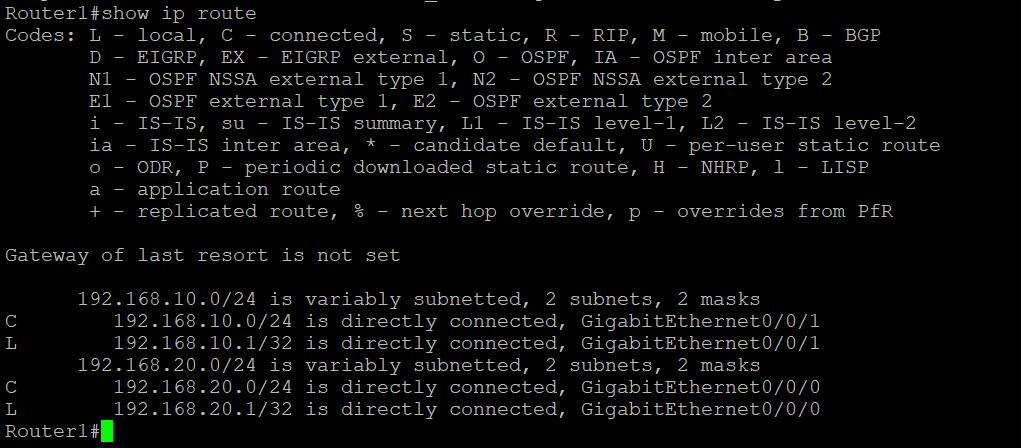 Router1#show ip route
Codes: L - local, C - connected, S - static, R - RIP, M - mobile, B - BGP
       D - EIGRP, EX - EIGRP external, O - OSPF, IA - OSPF inter area
       N1 - OSPF NSSA external type 1, N2 - OSPF NSSA external type 2
       E1 - OSPF external type 1, E2 - OSPF external type 2
       i - IS-IS, su - IS-IS summary, L1 - IS-IS level-1, L2 - IS-IS level-2
       ia - IS-IS inter area, * - candidate default, U - per-user static route
       o - ODR, P - periodic downloaded static route, H - NHRP, l - LISP
       a - application route
       + - replicated route, % - next hop override, p - overrides from PfR
Gateway of last resort is not set
      192.168.10.0/24 is variably subnetted, 2 subnets, 2 masks
C        192.168.10.0/24 is directly connected, GigabitEthernet0/0/1
L        192.168.10.1/32 is directly connected, GigabitEthernet0/0/1
      192.168.20.0/24 is variably subnetted, 2 subnets, 2 masks
C        192.168.20.0/24 is directly connected, GigabitEthernet0/0/0
L        192.168.20.1/32 is directly connected, GigabitEthernet0/0/0
Router1#